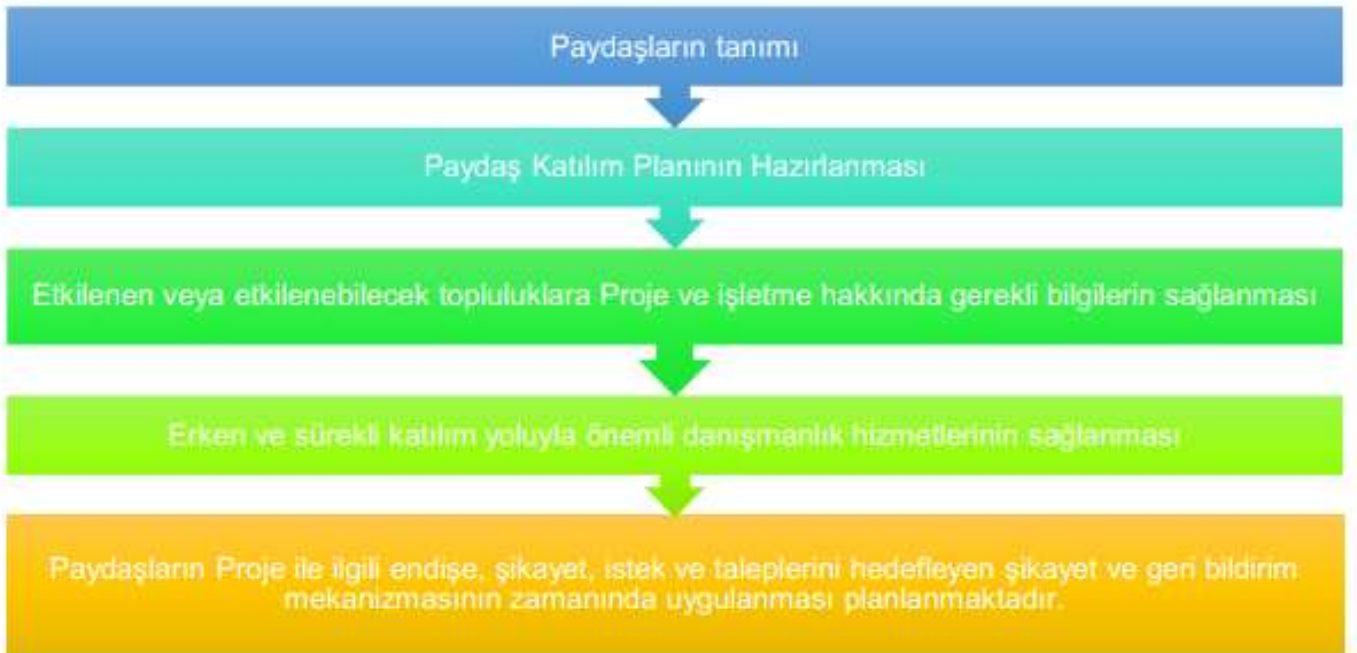 Paydaşların tanımı
Paydaş Katılım Planının Hazırlanması
Etkilenen veya etkilenebilecek topluluklara Proje ve işletme hakkında gerekli bilgilerin sağlanması
Erken ve sürekli katılım yoluyla önemli danışmanlık hizmetlerinin sağlanması
Paydaşların Proje ile ilgili endişe, şikayet, istek ve taleplerini hedefleyen şikayet ve geri bildirim
mekanizmasının zamanında uygulanması planlanmaktadır.